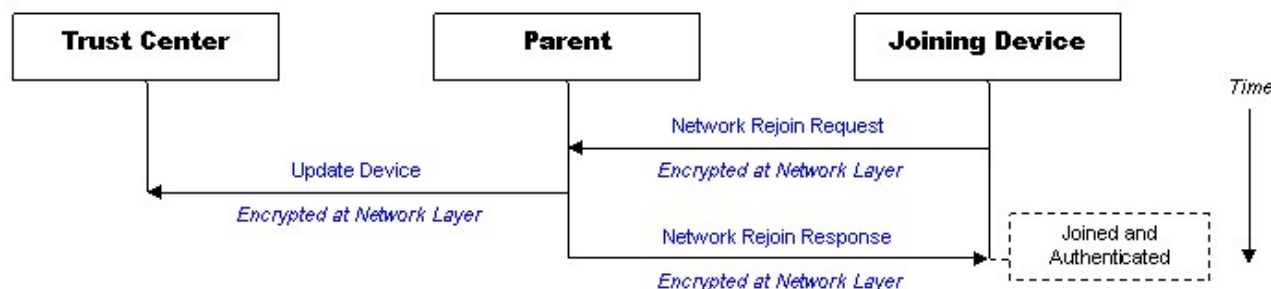 Trust Center
Parent
Joining Device
Time
Network Rejoin Request
Encrypted at Network Layer
Update Device
Encrypted at Network Layer
Network Rejoin Response
Encrypted at Network Layer
Joined and
Authenticated